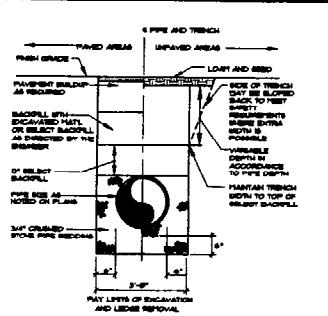 ℄ PIPE AND TRENCH
PAVED AREAS
UNPAVED AREAS
FINISH GRADE
LOAM AND SEED
PAVEMENT BUILDUP
AS REQUIRED
SIDE OF TRENCH
MAY BE SLOPED
BACK TO MEET
SAFETY
REQUIREMENTS
WHERE EXTRA
WIDTH IS
POSSIBLE
BACKFILL WITH
EXCAVATED MATL
OR SELECT BACKFILL
AS DIRECTED BY THE
ENGINEER
VARIABLE
DEPTH IN
ACCORDANCE
TO PIPE DEPTH
SELECT
BACKFILL
MAINTAIN TRENCH
WIDTH TO TOP OF
SELECT BACKFILL
PIPE SIZE AS
NOTED ON PLANS
3/4" CRUSHED
STONE PIPE BEDDING
6"
6"
6"
PAY LIMITS OF EXCAVATION
AND LEDGE REMOVAL